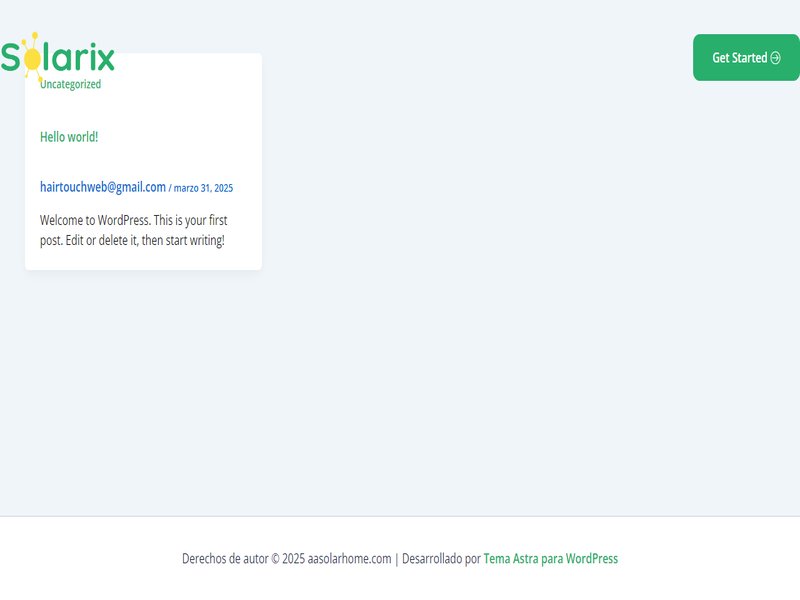 Solarix
Get Started
Uncategorized
Hello world!
hairtouchweb@gmail.com / marzo 31, 2025
Welcome to WordPress. This is your first
post. Edit or delete it, then start writing!
Derechos de autor © 2025 aasolarhome.com | Desarrollado por Tema Astra para WordPress